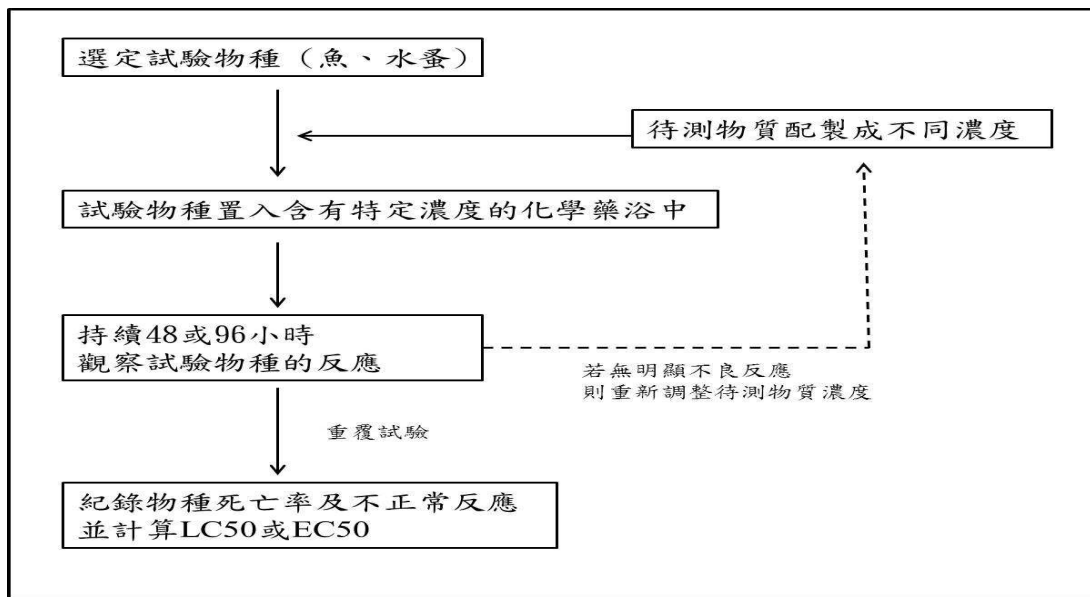 選定試驗物種（魚、水蚤）
待測物質配製成不同濃度
試驗物種置入含有特定濃度的化學藥浴中
持續48或96小時
觀察試驗物種的反應
若無明顯不良反應
則重新調整待測物質濃度
重覆試驗
紀錄物種死亡率及不正常反應
並計算LC50或EC50